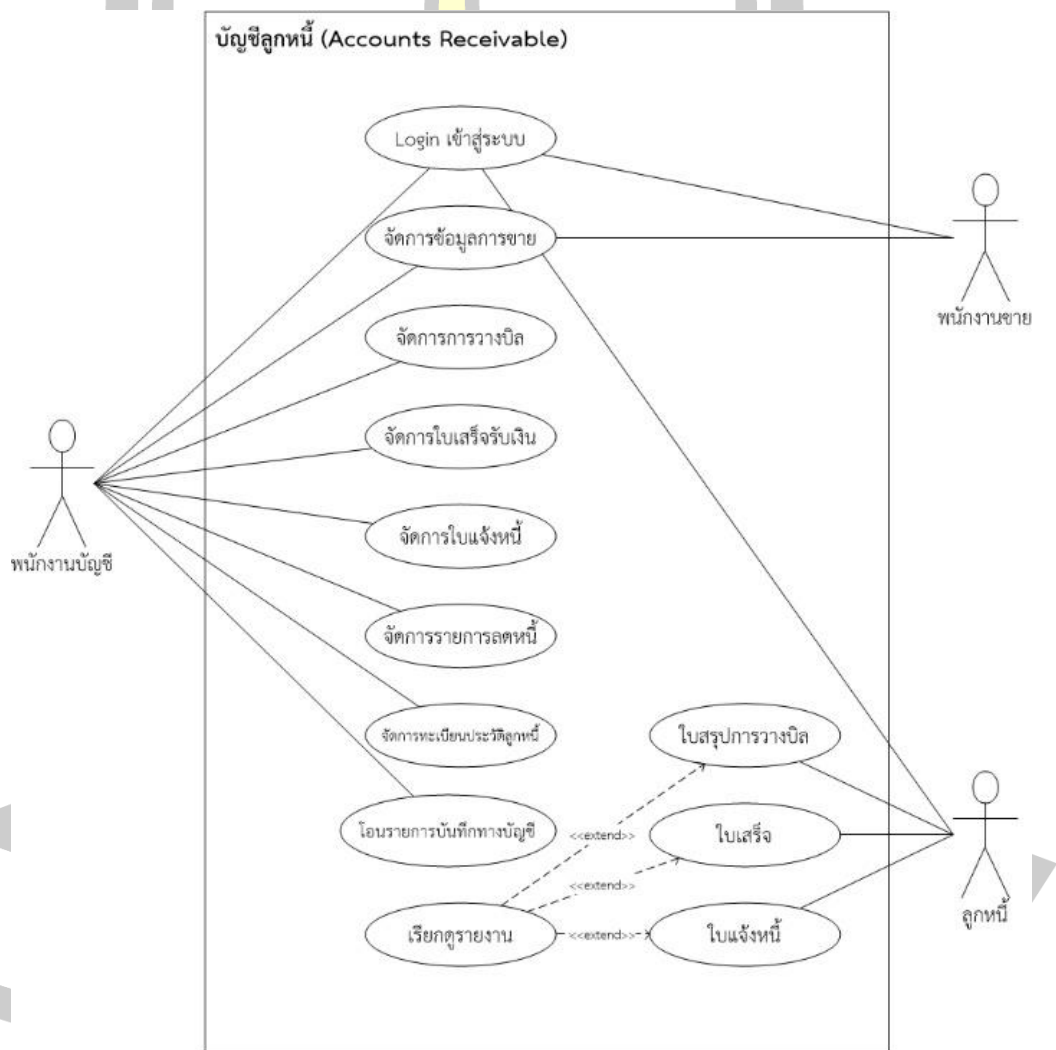 บัญชีลูกหนี้ (Accounts Receivable)
Login เข้าสู่ระบบ
จัดการข้อมูลการขาย
พนักงานขาย
จัดการการวางบิล
จัดการใบเสร็จรับเงิน
จัดการใบแจ้งหนี้
พนักงานบัญชี
จัดการรายการลดหนี้
จัดการทะเบียนประวัติลูกหนี้
ใบสรุปการวางบิล
โอนรายการบันทึกทางบัญชี
<<extend>>
ใบเสร็จ
<<extend>>
ลูกหนี้
เรียกดูรายงาน
<<extend>>
ใบแจ้งหนี้